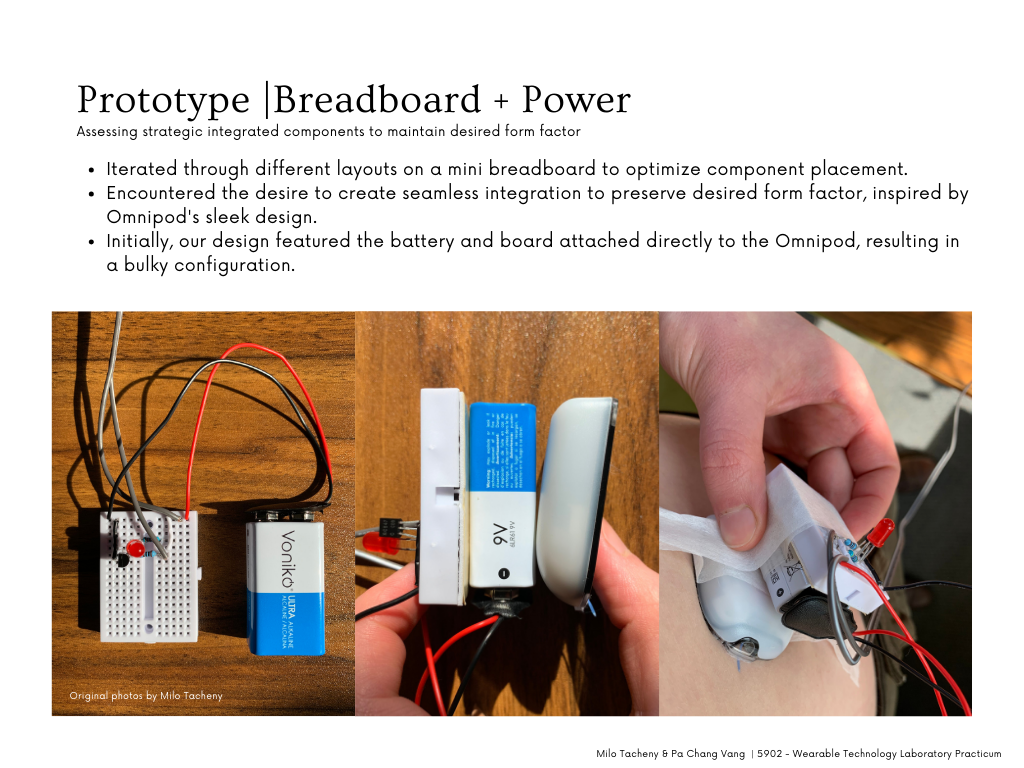 Prototype |Breadboard + Power
Assessing strategic integrated components to maintain desired form factor
• Iterated through different layouts on a mini breadboard to optimize component placement.
• Encountered the desire to create seamless integration to preserve desired form factor, inspired by
Omnipod's sleek design.
• Initially, our design featured the battery and board attached directly to the Omnipod, resulting in
a bulky configuration.
Voniko
ULTRA ALKALINE
9V
6LR61 9V
Original photos by Milo Tacheny
Milo Tacheny & Pa Chang Vang | 5902 - Wearable Technology Laboratory Practicum